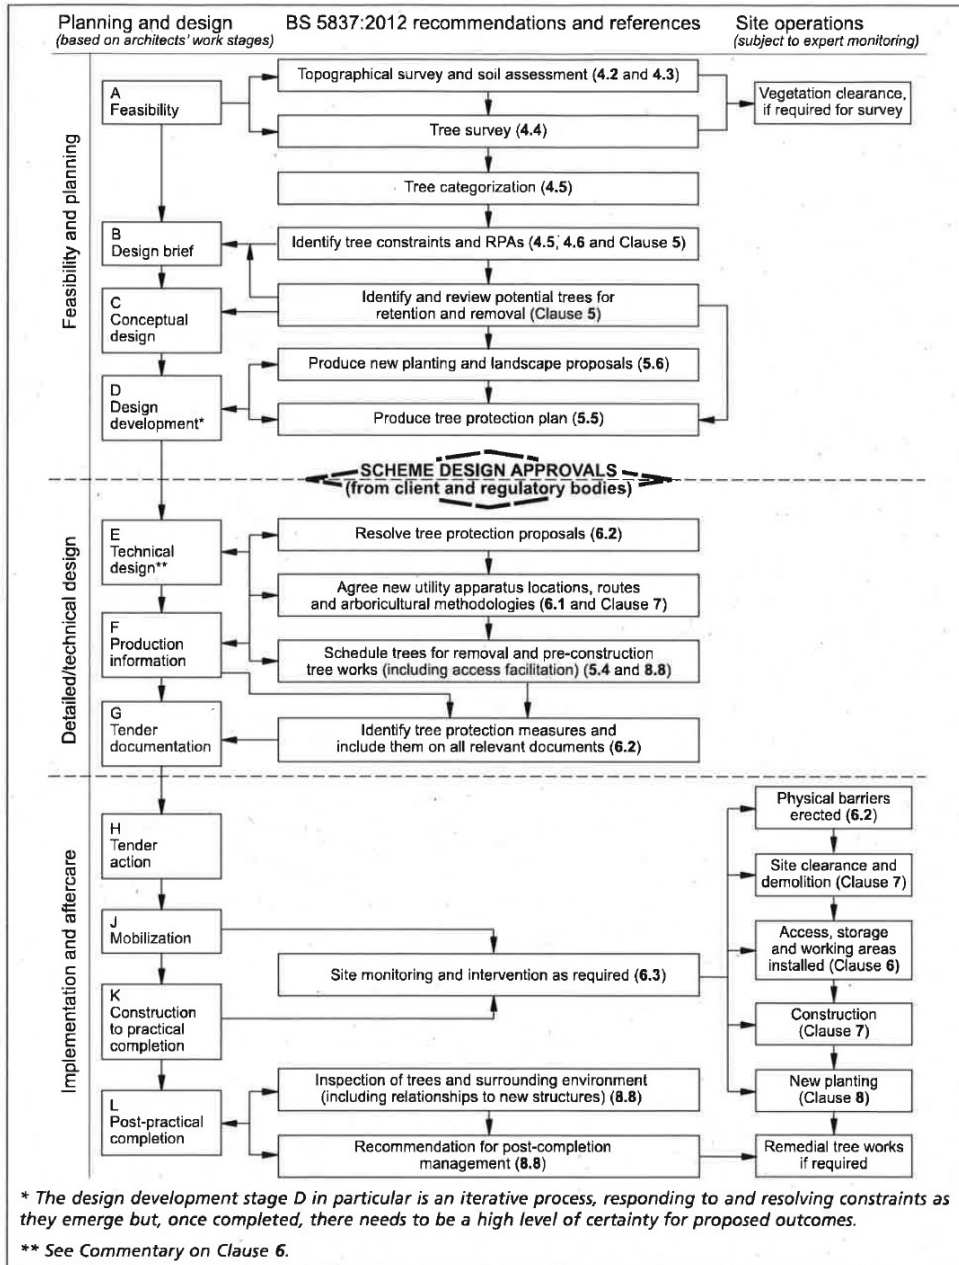 Planning and design
(based on architects' work stages)
BS 5837:2012 recommendations and references
Site operations
(subject to expert monitoring)
Feasibility and planning
A
Feasibility
Topographical survey and soil assessment (4.2 and 4.3)
Vegetation clearance,
if required for survey
Tree survey (4.4)
Tree categorization (4.5)
B
Design brief
Identify tree constraints and RPAs (4.5, 4.6 and Clause 5)
C
Conceptual
design
Identify and review potential trees for
retention and removal (Clause 5)
Produce new planting and landscape proposals (5.6)
D
Design
development*
Produce tree protection plan (5.5)
SCHEME DESIGN APPROVALS
(from client and regulatory bodies)
Detailed/technical design
E
Technical
design**
Resolve tree protection proposals (6.2)
Agree new utility apparatus locations, routes
and arboricultural methodologies (6.1 and Clause 7)
F
Production
information
Schedule trees for removal and pre-construction
tree works (including access facilitation) (5.4 and 8.8)
G
Tender
documentation
Identify tree protection measures and
include them on all relevant documents (6.2)
Implementation and aftercare
H
Tender
action
Physical barriers
erected (6.2)
Site clearance and
demolition (Clause 7)
J
Mobilization
Access, storage
and working areas
installed (Clause 6)
Site monitoring and intervention as required (6.3)
K
Construction
to practical
completion
Construction
(Clause 7)
New planting
(Clause 8)
L
Post-practical
completion
Inspection of trees and surrounding environment
(including relationships to new structures) (8.8)
Recommendation for post-completion
management (8.8)
Remedial tree works
if required
* The design development stage D in particular is an iterative process, responding to and resolving constraints as
they emerge but, once completed, there needs to be a high level of certainty for proposed outcomes.
** See Commentary on Clause 6.